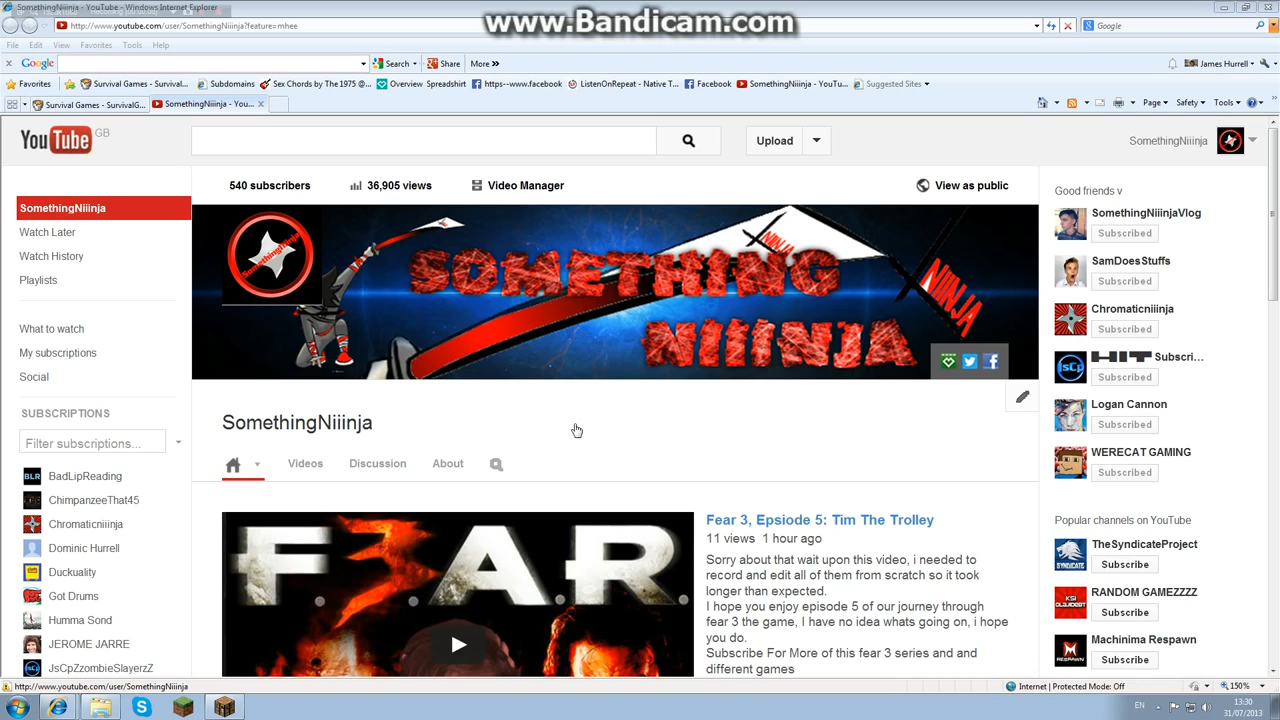 SomethingNiiinja - YouTube - Windows Internet Explorer
www.Bandicam.com
http://www.youtube.com/user/SomethingNiiinja?feature=mhee
Google
File Edit View Favorites Tools Help
Google Search Share More » James Hurrell
Favorites Survival Games - Survival... Subdomains Sex Chords by The 1975 @... Overview Spreadshirt https--www.facebook ListenOnRepeat - Native T... Facebook SomethingNiiinja - YouTu... Suggested Sites
Survival Games - SurvivalG... SomethingNiiinja - You... Page Safety Tools
YouTube GB
Upload
SomethingNiiinja
540 subscribers 36,905 views Video Manager View as public
SomethingNiiinja
Watch Later
Watch History
Playlists
What to watch
My subscriptions
Social
SUBSCRIPTIONS
Filter subscriptions...
BadLipReading
ChimpanzeeThat45
Chromaticniiinja
Dominic Hurrell
Duckuality
Got Drums
Humma Sond
JEROME JARRE
JsCpZzombieSlayerzZ
SOMETHING
NIIINJA
NINJA
NIINJA
SomethingNiiinja
Videos Discussion About
F.3.A.R.
Fear 3, Epsiode 5: Tim The Trolley
11 views 1 hour ago
Sorry about that wait upon this video, i needed to
record and edit all of them from scratch so it took
longer than expected.
I hope you enjoy episode 5 of our journey through
fear 3 the game, I have no idea whats going on, i hope
you do.
Subscribe For More of this fear 3 series and and
different games
Good friends v
SomethingNiiinjaVlog
Subscribed
SamDoesStuffs
Subscribed
Chromaticniiinja
Subscribed
Subscri...
Subscribed
Logan Cannon
Subscribed
WERECAT GAMING
Subscribed
Popular channels on YouTube
TheSyndicateProject
Subscribe
RANDOM GAMEZZZZ
Subscribe
Machinima Respawn
Subscribe
http://www.youtube.com/user/SomethingNiiinja
Internet | Protected Mode: Off
150%
EN
13:30
31/07/2013